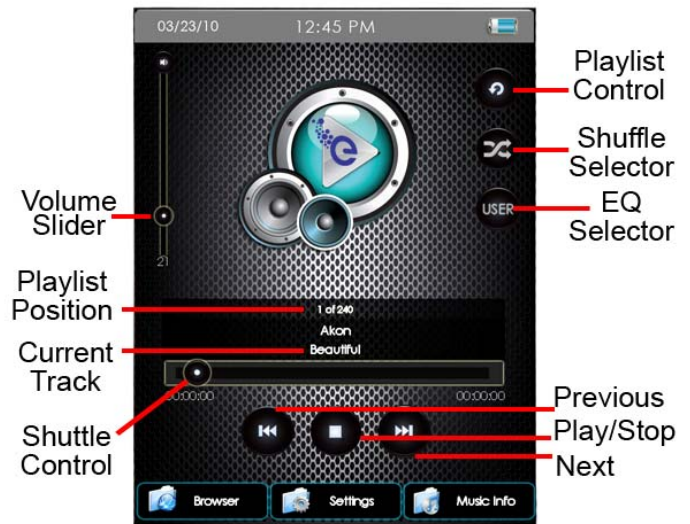 03/23/10
12:45 PM
Playlist
Control
Shuffle
Selector
USER
EQ
Selector
Volume
Slider
21
Playlist
Position
1 of 240
Akon
Current
Track
Beautiful
00:00:00
00:00:00
Shuttle
Control
Previous
Play/Stop
Next
Browser
Settings
Music Info